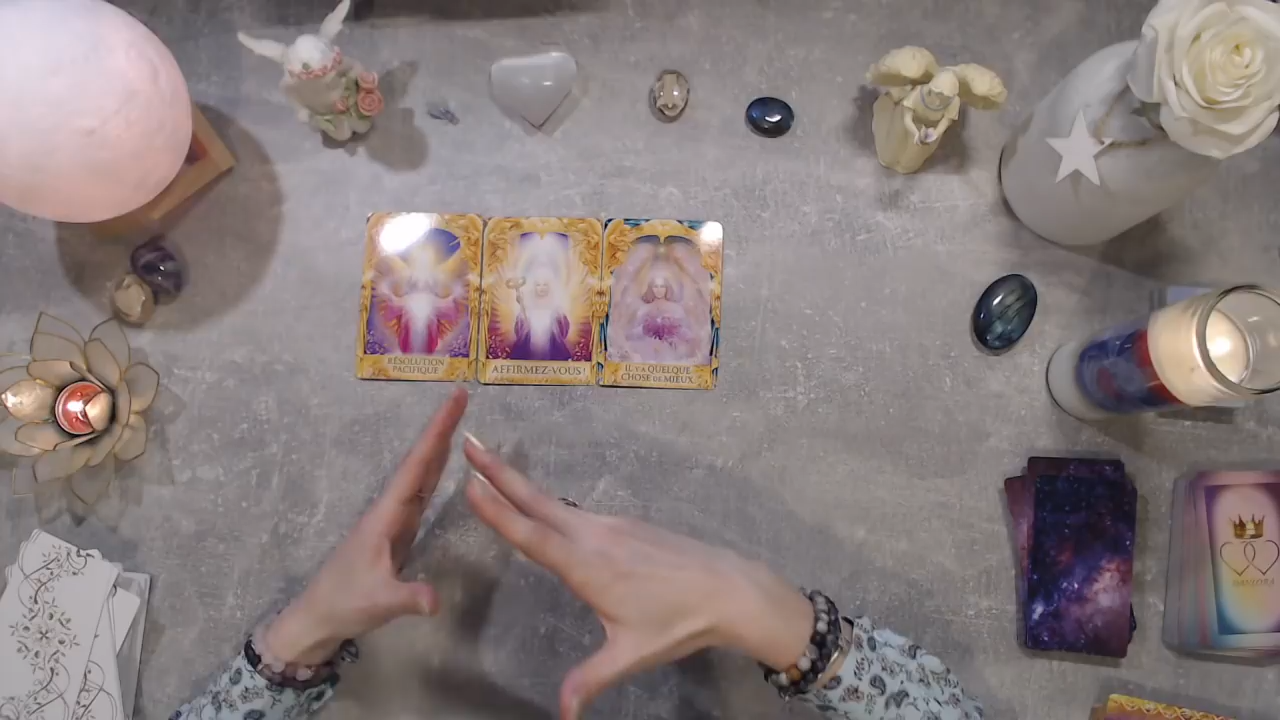 RÉSOLUTION
PACIFIQUE
AFFIRMEZ-VOUS !
IL Y A QUELQUE
CHOSE DE MIEUX